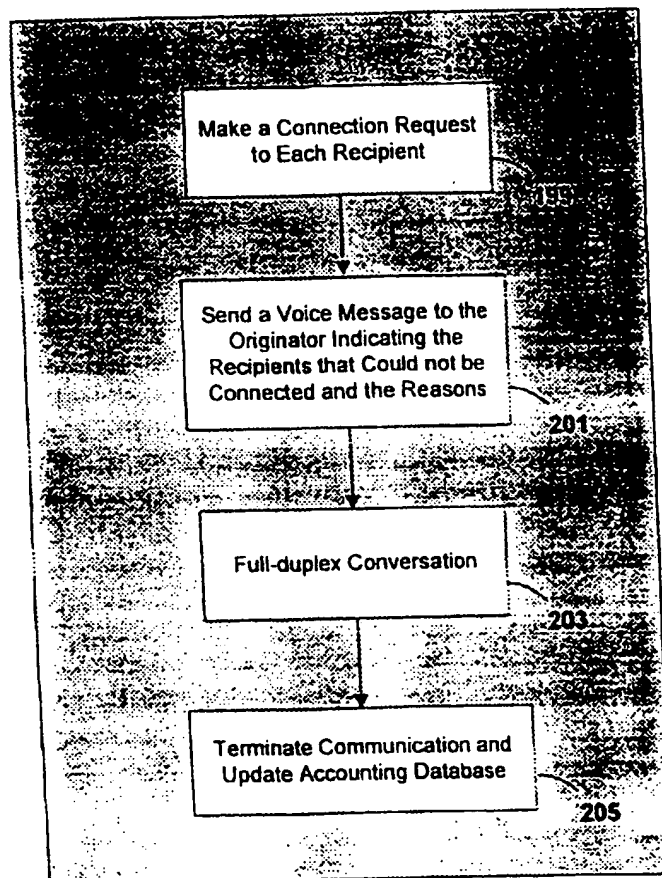 Make a Connection Request
to Each Recipient
199
Send a Voice Message to the
Originator Indicating the
Recipients that Could not be
Connected and the Reasons
201
Full-duplex Conversation
203
Terminate Communication and
Update Accounting Database
205